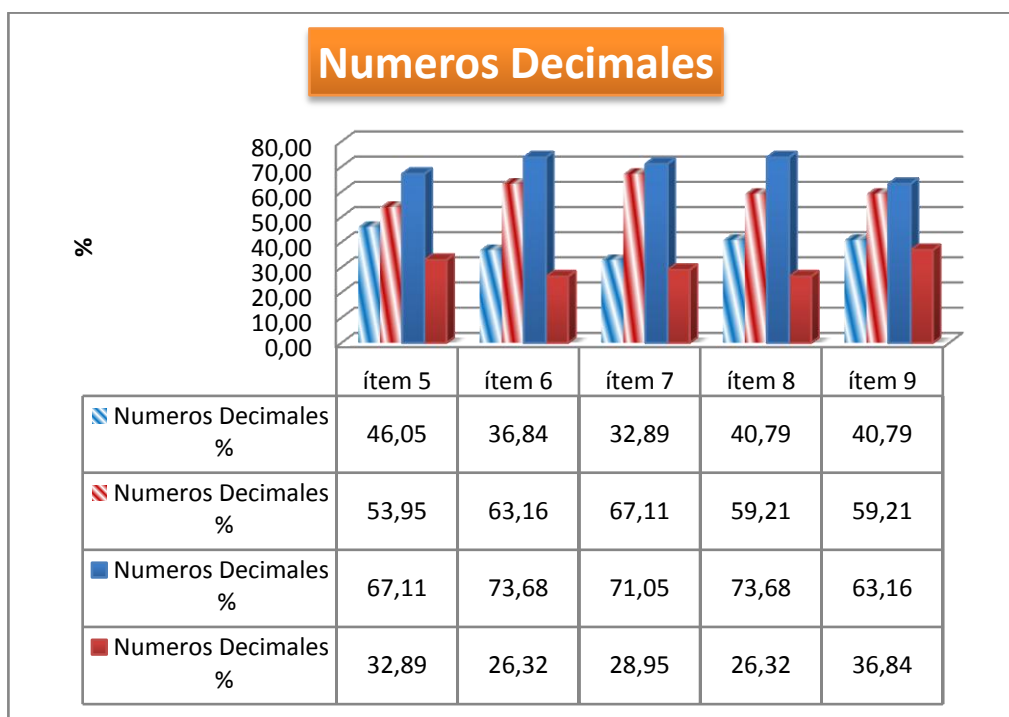 Numeros Decimales
%
80,00
70,00
60,00
50,00
40,00
30,00
20,00
10,00
0,00
ítem 5 ítem 6 ítem 7 ítem 8 ítem 9
Numeros Decimales
% 46,05 36,84 32,89 40,79 40,79
Numeros Decimales
% 53,95 63,16 67,11 59,21 59,21
Numeros Decimales
% 67,11 73,68 71,05 73,68 63,16
Numeros Decimales
% 32,89 26,32 28,95 26,32 36,84